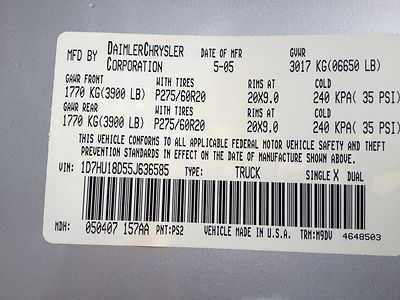 MFD BY DAIMLERCHRYSLER CORPORATION DATE OF MFR 5-05 GVWR 3017 KG(06650 LB)
GAWR FRONT WITH TIRES RIMS AT COLD
1770 KG(3900 LB) P275/60R20 20X9.0 240 KPA( 35 PSI)
GAWR REAR WITH TIRES RIMS AT COLD
1770 KG(3900 LB) P275/60R20 20X9.0 240 KPA( 35 PSI)
THIS VEHICLE CONFORMS TO ALL APPLICABLE FEDERAL MOTOR VEHICLE SAFETY AND THEFT
PREVENTION STANDARDS IN EFFECT ON THE DATE OF MANUFACTURE SHOWN ABOVE.
VIN: 1D7HU18D55J636585 TYPE: TRUCK SINGLE X DUAL
MDH: 050407 157AA PNT:PS2 VEHICLE MADE IN U.S.A. TRM:M9DV 4648503